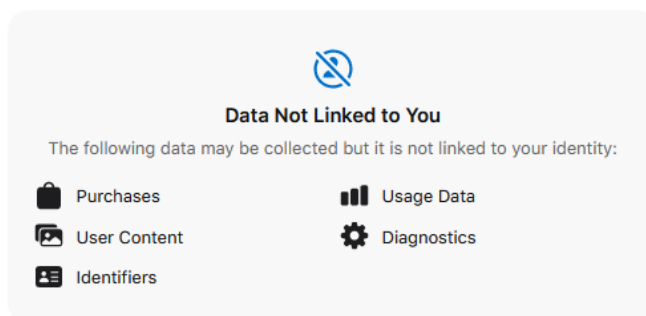 Data Not Linked to You
The following data may be collected but it is not linked to your identity:
Purchases
Usage Data
User Content
Diagnostics
Identifiers